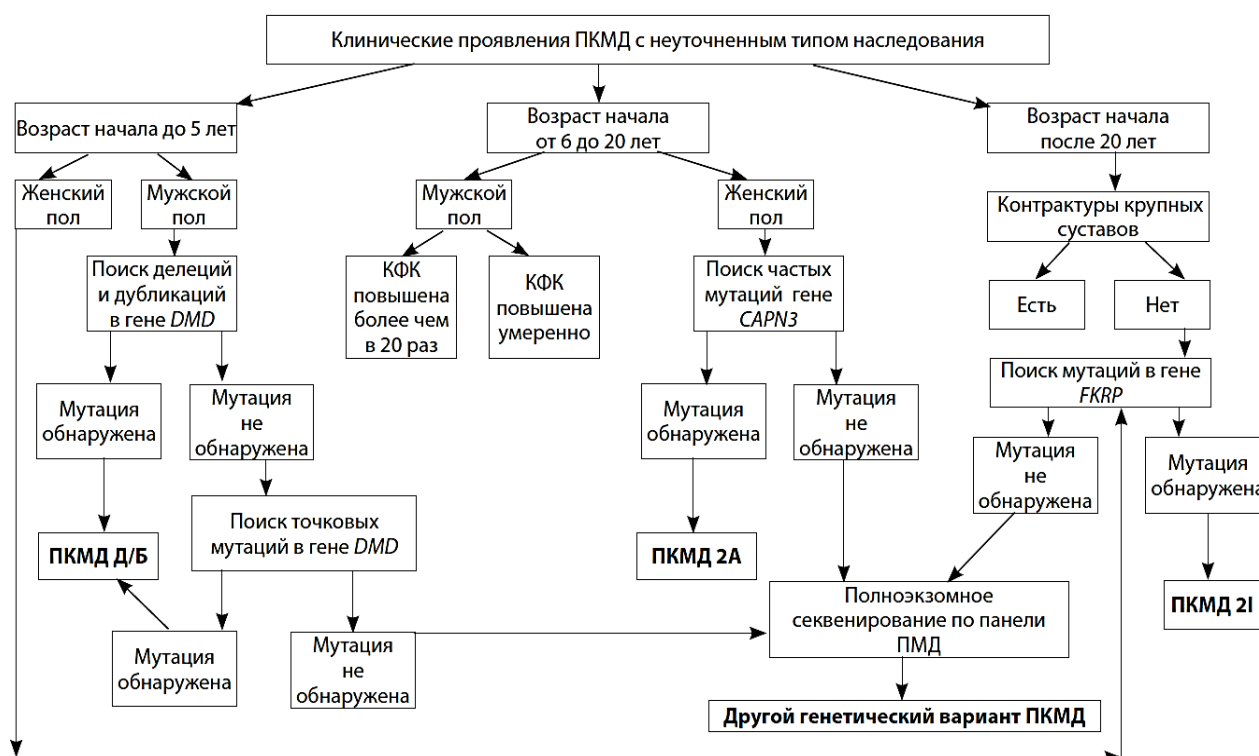 Клинические проявления ПКМД с неуточненным типом наследования
Возраст начала до 5 лет
Возраст начала
от 6 до 20 лет
Возраст начала
после 20 лет
Женский
пол
Мужской
пол
Мужской
пол
Женский
пол
Контрактуры крупных
суставов
Поиск делеций
и дубликаций
в гене DMD
КФК
повышена
более чем
в 20 раз
КФК
повышена
умеренно
Поиск частых
мутаций гене
CAPN3
Есть
Нет
Поиск мутаций в гене
FKRP
Мутация
обнаружена
Мутация
не
обнаружена
Мутация
обнаружена
Мутация
не
обнаружена
Мутация
не
обнаружена
Мутация
обнаружена
Поиск точковых
мутаций в гене DMD
ПКМД Д/Б
ПКМД 2А
Полноэкзомное
секвенирование по панели
ПМД
ПКМД 2I
Мутация
обнаружена
Мутация
не
обнаружена
Другой генетический вариант ПКМД